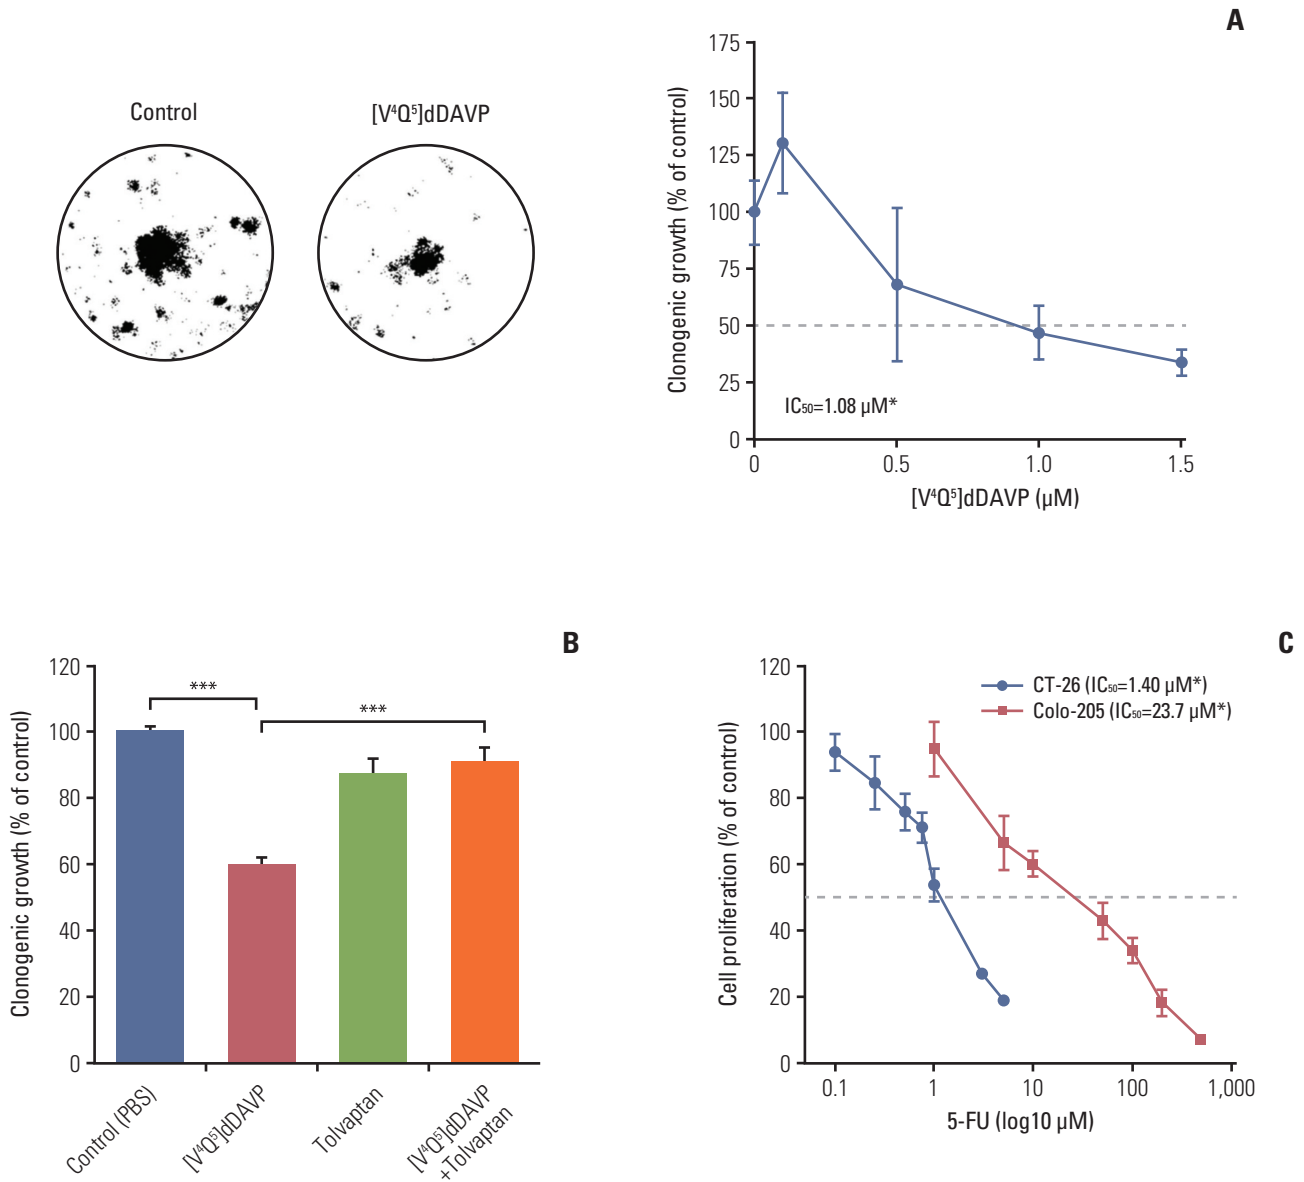 A
Control
[V⁴Q⁵]dDAVP
Clonogenic growth (% of control)
175
150
125
100
75
50
25
0
IC₅₀=1.08 µM*
0
0.5
1.0
1.5
[V⁴Q⁵]dDAVP (µM)
B
Clonogenic growth (% of control)
120
100
80
60
40
20
0
***
***
Control (PBS)
[V⁴Q⁵]dDAVP
Tolvaptan
[V⁴Q⁵]dDAVP
+Tolvaptan
C
Cell proliferation (% of control)
120
100
80
60
40
20
0
CT-26 (IC₅₀=1.40 µM*)
Colo-205 (IC₅₀=23.7 µM*)
0.1
1
10
100
1,000
5-FU (log10 µM)